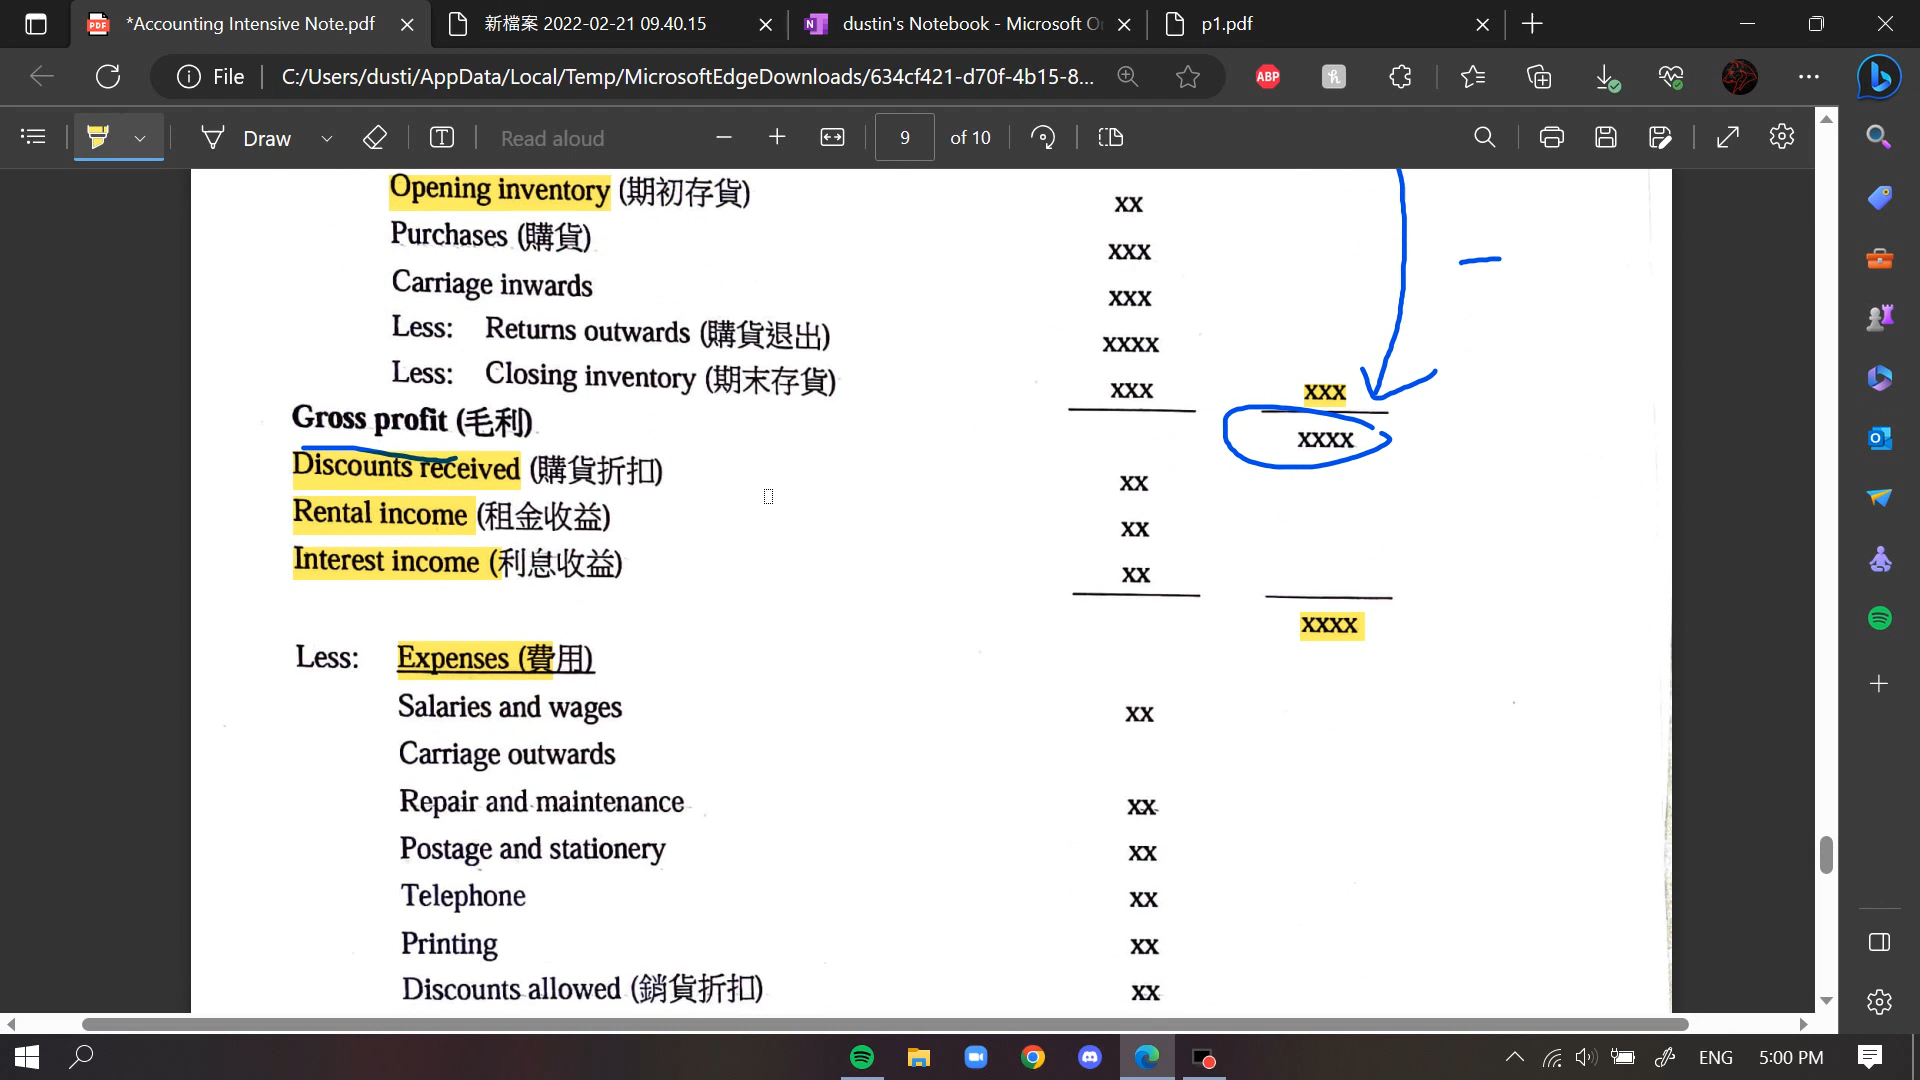 *Accounting Intensive Note.pdf
新檔案 2022-02-21 09.40.15
dustin's Notebook - Microsoft O
p1.pdf
File
C:/Users/dusti/AppData/Local/Temp/MicrosoftEdgeDownloads/634cf421-d70f-4b15-8...
ABP
Draw
Read aloud
9 of 10
Opening inventory (期初存貨) xx
Purchases (購貨) xxx
Carriage inwards xxx
Less: Returns outwards (購貨退出) xxxx
Less: Closing inventory (期末存貨) xxx xxx
Gross profit (毛利) xxxx
Discounts received (購貨折扣) xx
Rental income (租金收益) xx
Interest income (利息收益) xx
xxxx
Less: Expenses (費用)
Salaries and wages xx
Carriage outwards
Repair and maintenance xx
Postage and stationery xx
Telephone xx
Printing xx
Discounts allowed (銷貨折扣) xx
ENG 5:00 PM